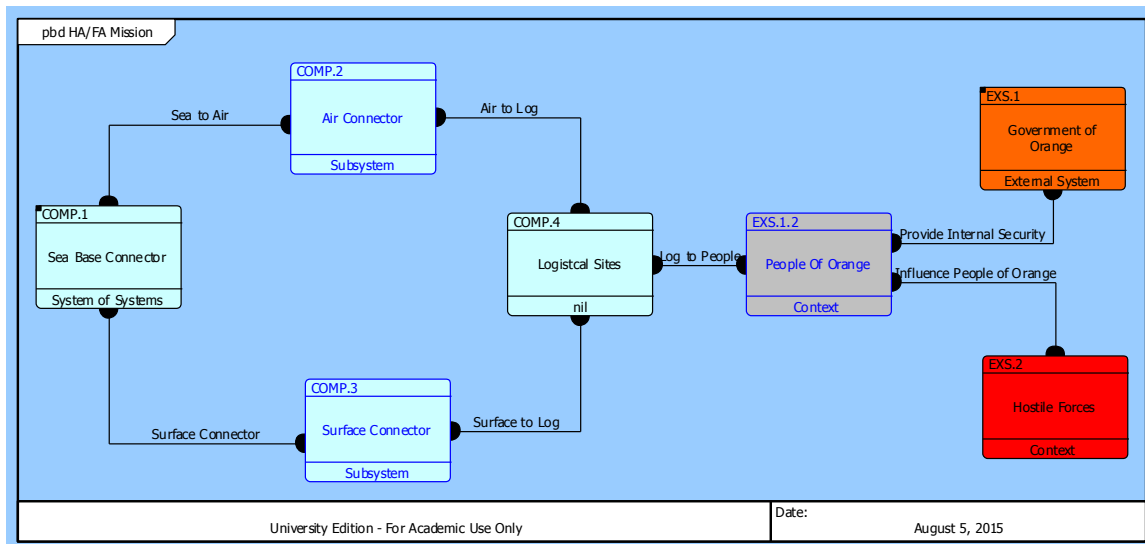 pbd HA/FA Mission
COMP.2
Air Connector
Subsystem
Sea to Air
Air to Log
EXS.1
Government of
Orange
External System
COMP.1
Sea Base Connector
System of Systems
COMP.4
Logistcal Sites
nil
Log to People
EXS.1.2
People Of Orange
Context
Provide Internal Security
Influence People of Orange
COMP.3
Surface Connector
Subsystem
Surface Connector
Surface to Log
EXS.2
Hostile Forces
Context
University Edition - For Academic Use Only
Date:
August 5, 2015